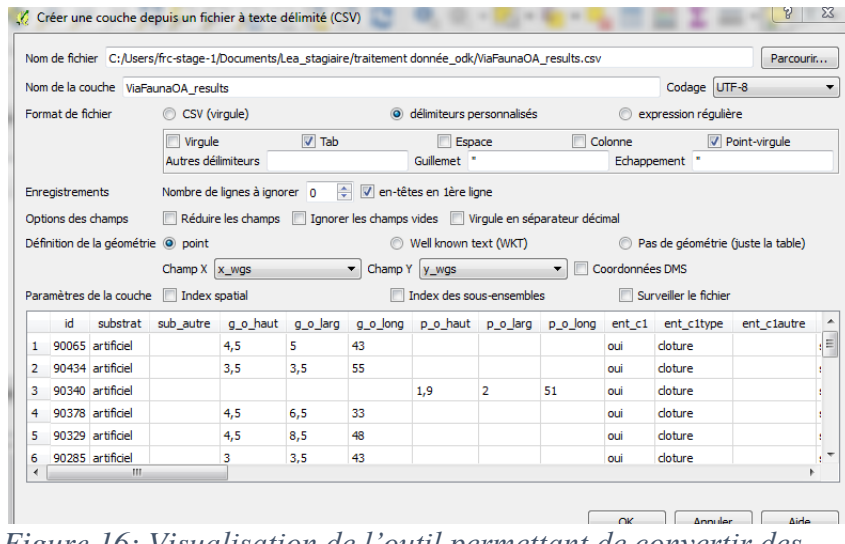 Créer une couche depuis un fichier à texte délimité (CSV)
Nom de fichier C:/Users/frc-stage-1/Documents/Lea_stagiaire/traitement donnée_odk/ViaFaunaOA_results.csv Parcourir...
Nom de la couche ViaFaunaOA_results Codage UTF-8
Format de fichier CSV (virgule) délimiteurs personnalisés expression régulière
Virgule Tab Espace Colonne Point-virgule
Autres délimiteurs Guillemet " Echappement "
Enregistrements Nombre de lignes à ignorer 0 en-têtes en 1ère ligne
Options des champs Réduire les champs Ignorer les champs vides Virgule en séparateur décimal
Définition de la géométrie point Well known text (WKT) Pas de géométrie (juste la table)
Champ X x_wgs Champ Y y_wgs Coordonnées DMS
Paramètres de la couche Index spatial Index des sous-ensembles Surveiller le fichier
id substrat sub_autre g_o_haut g_o_larg g_o_long p_o_haut p_o_larg p_o_long ent_c1 ent_c1type ent_c1autre
1 90065 artificiel 4,5 5 43 oui cloture
2 90434 artificiel 3,5 3,5 55 oui cloture
3 90340 artificiel 1,9 2 51 oui cloture
4 90378 artificiel 4,5 6,5 33 oui cloture
5 90329 artificiel 4,5 8,5 48 oui cloture
6 90285 artificiel 3 3,5 43 oui cloture
OK Annuler Aide
Figure 16: Visualisation de l'outil permettant de convertir des